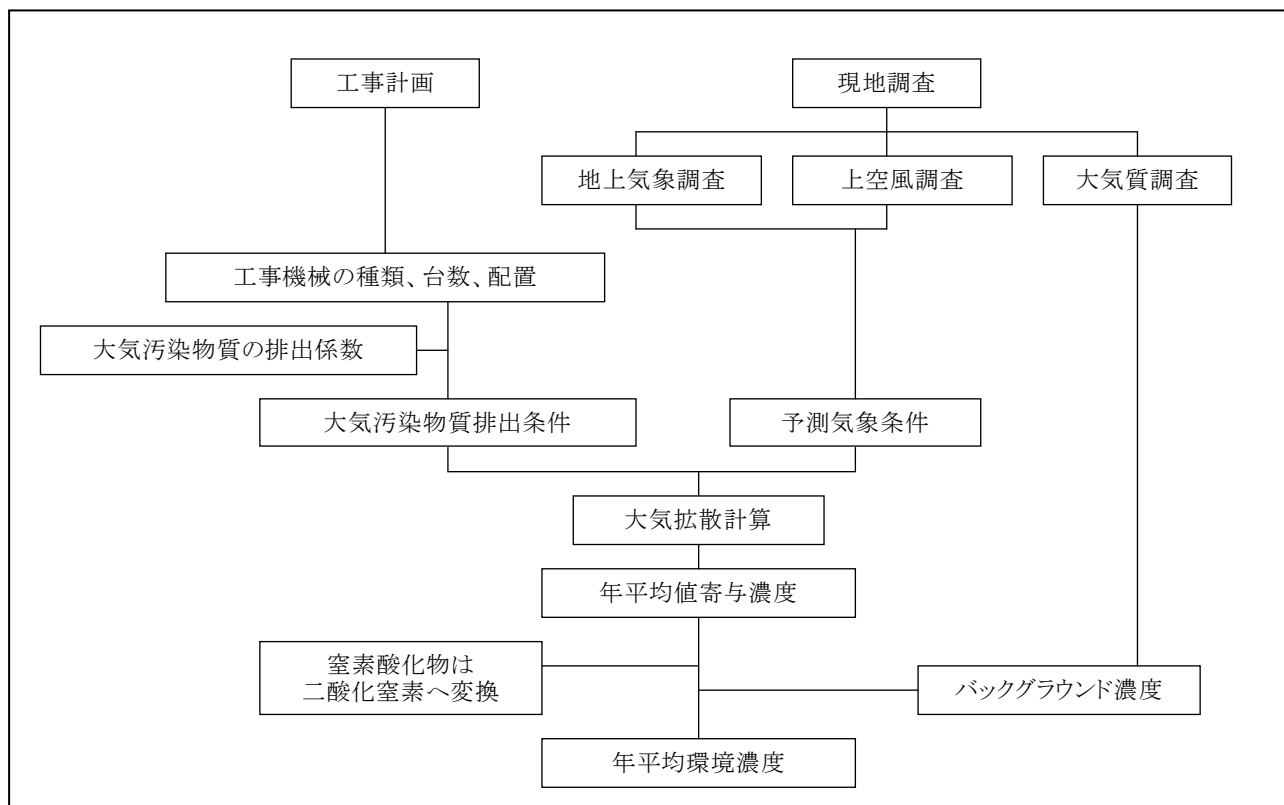 工事計画
現地調査
地上気象調査
上空風調査
大気質調査
工事機械の種類、台数、配置
大気汚染物質の排出係数
大気汚染物質排出条件
予測気象条件
大気拡散計算
年平均値寄与濃度
窒素酸化物は
二酸化窒素へ変換
バックグラウンド濃度
年平均環境濃度